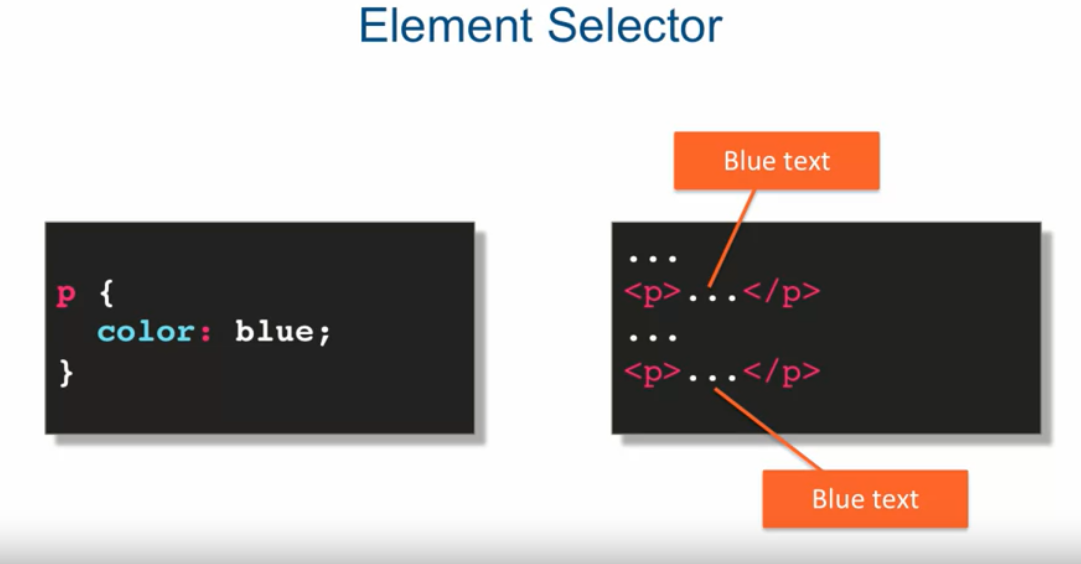 Element Selector
Blue text
p {
  color: blue;
}
...
<p>...</p>
...
<p>...</p>
Blue text